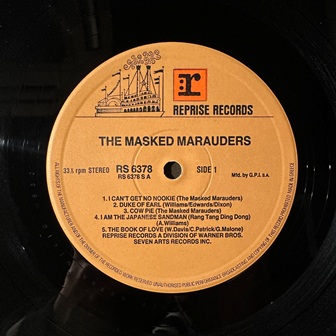 reprise
r:
REPRISE RECORDS
THE MASKED MARAUDERS
33⅓ rpm STEREO
RS 6378
RS 6378 S A
SIDE 1
Mfd. by G.P.I. s.a.
1. I CAN'T GET NO NOOKIE (The Masked Marauders)
2. DUKE OF EARL (Williams/Edwards/Dixon)
3. COW PIE (The Masked Marauders)
4. I AM THE JAPANESE SANDMAN (Rang Tang Ding Dong)
(A.Williams)
5. THE BOOK OF LOVE (W.Davis/C.Patrick/G.Malone)
REPRISE RECORDS A DIVISION OF WARNER BROS.
SEVEN ARTS RECORDS INC.